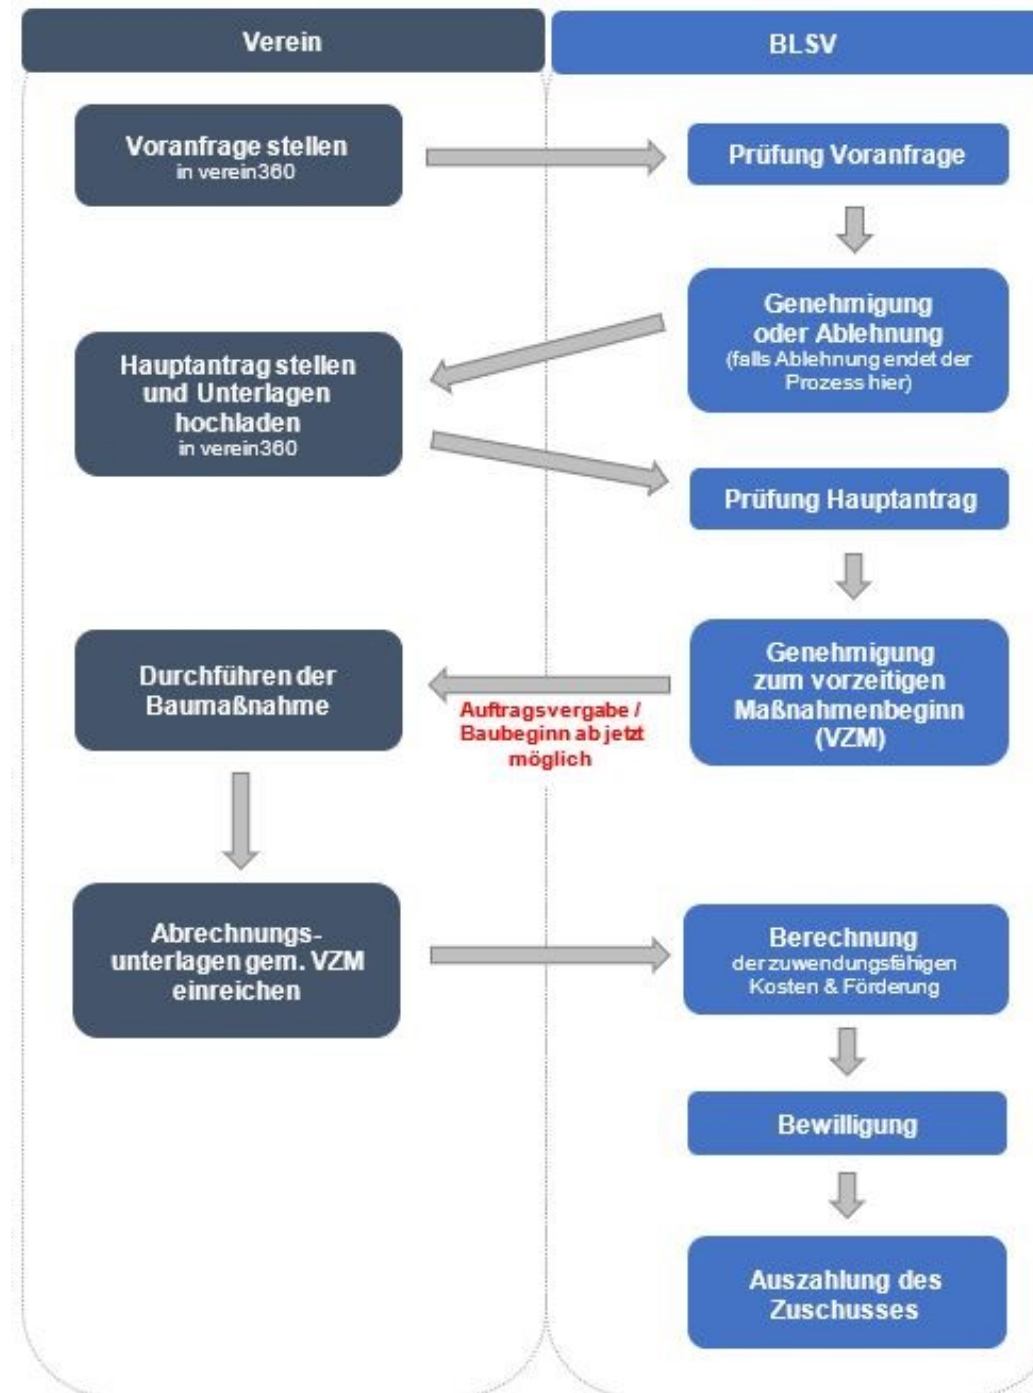 Verein
BLSV
Voranfrage stellen
in verein360
Prüfung Voranfrage
Genehmigung
oder Ablehnung
(falls Ablehnung endet der
Prozess hier)
Hauptantrag stellen
und Unterlagen
hochladen
in verein360
Prüfung Hauptantrag
Genehmigung
zum vorzeitigen
Maßnahmenbeginn
(VZM)
Auftragsvergabe /
Baubeginn ab jetzt
möglich
Durchführen der
Baumaßnahme
Abrechnungs-
unterlagen gem. VZM
einreichen
Berechnung
der zuwendungsfähigen
Kosten & Förderung
Bewilligung
Auszahlung des
Zuschusses